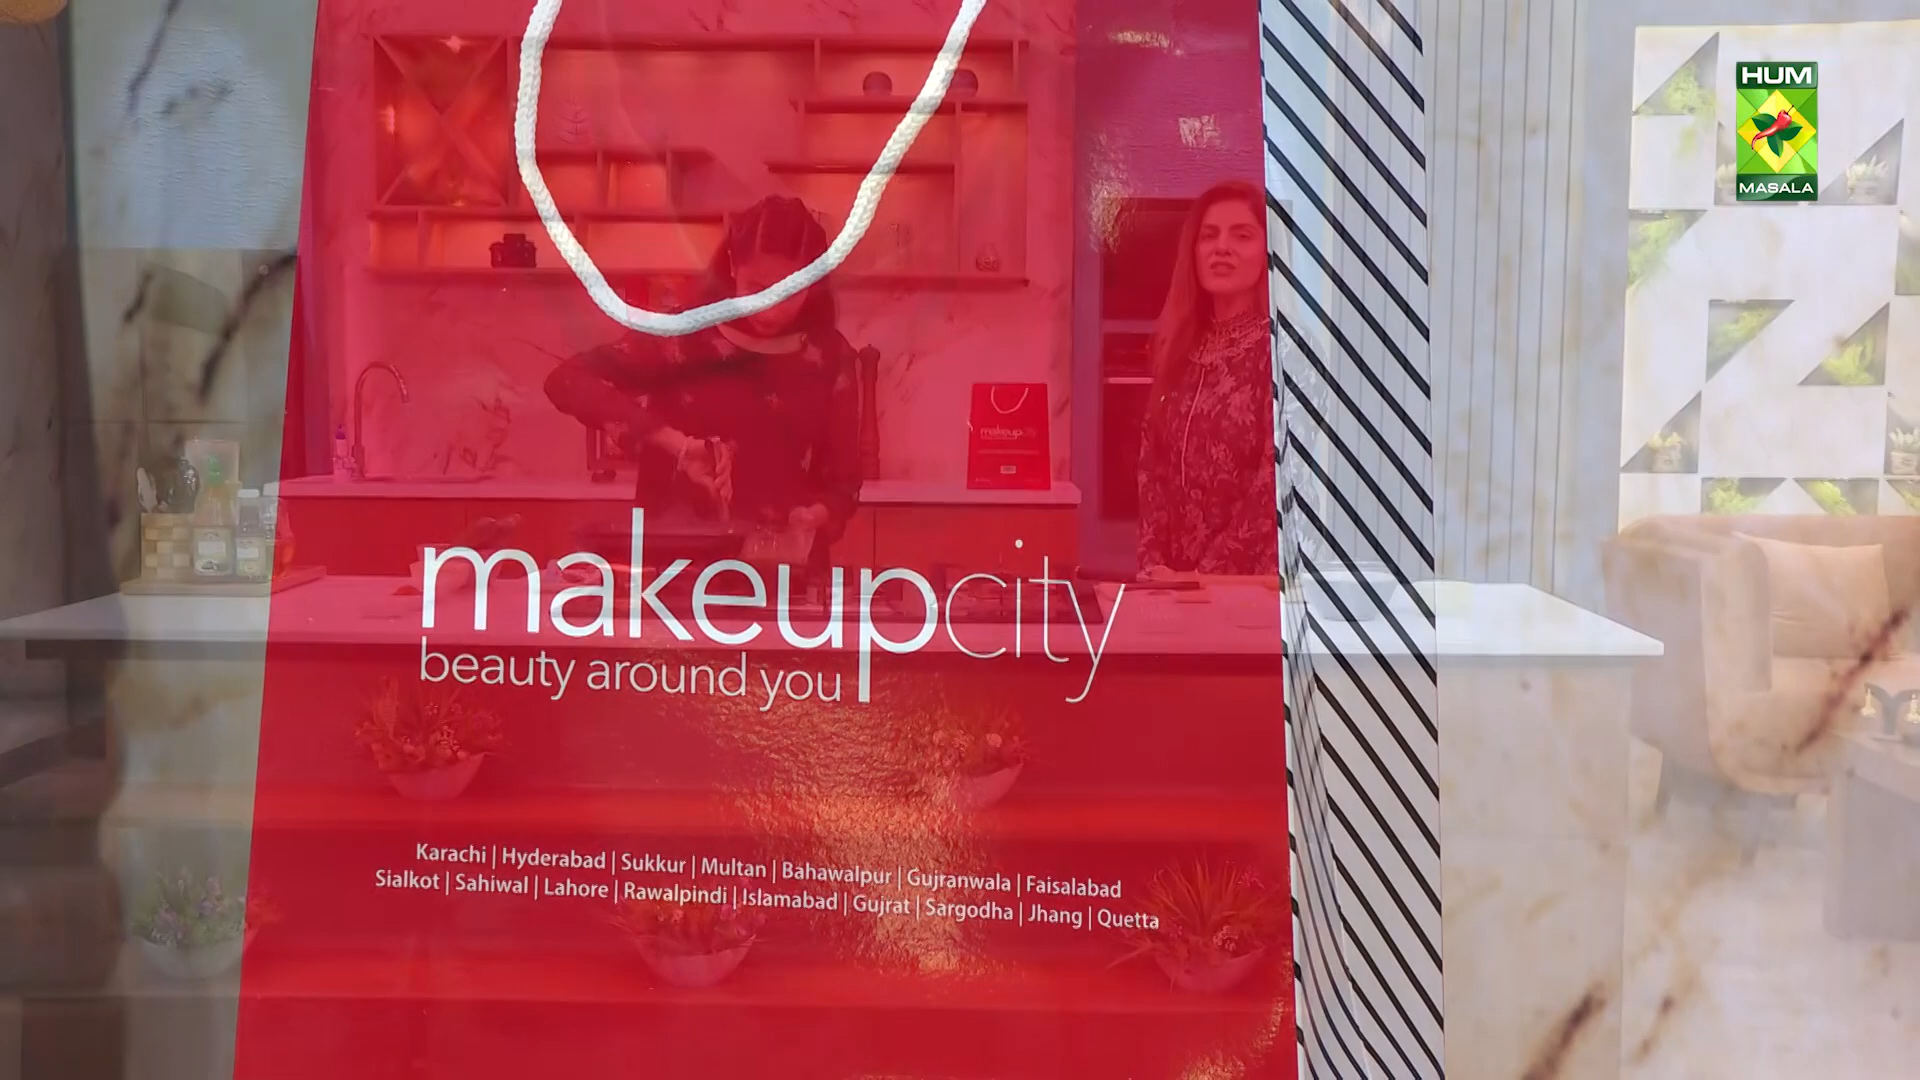 HUM
MASALA
makeupcity
makeupcity
beauty around you
Karachi | Hyderabad | Sukkur | Multan | Bahawalpur | Gujranwala | Faisalabad
Sialkot | Sahiwal | Lahore | Rawalpindi | Islamabad | Gujrat | Sargodha | Jhang | Quetta